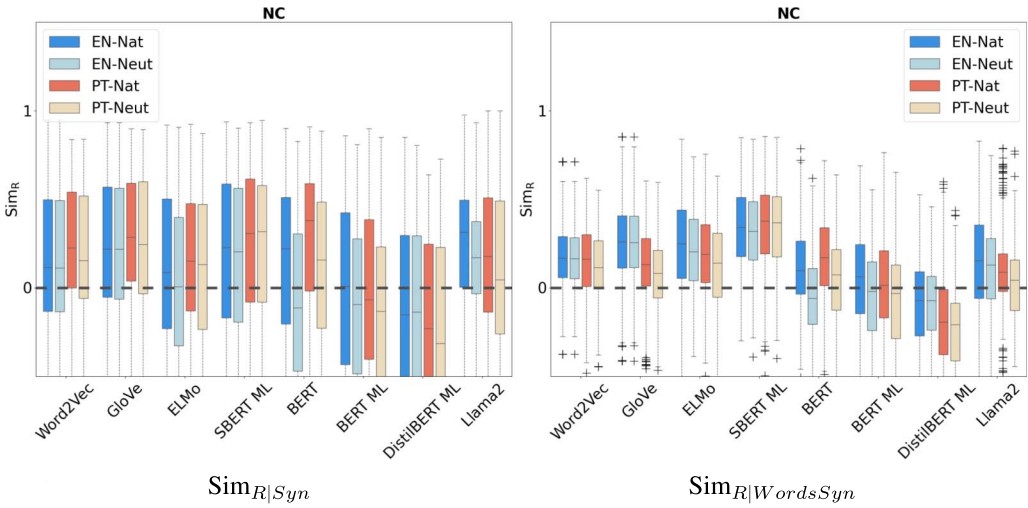 NC
EN-Nat
EN-Neut
PT-Nat
PT-Neut
1
0
Sim_R
Word2Vec
GloVe
ELMo
SBERT ML
BERT
BERT ML
DistilBERT ML
Llama2
Sim_{R|Syn}
NC
EN-Nat
EN-Neut
PT-Nat
PT-Neut
1
0
Sim_R
Word2Vec
GloVe
ELMo
SBERT ML
BERT
BERT ML
DistilBERT ML
Llama2
Sim_{R|WordsSyn}